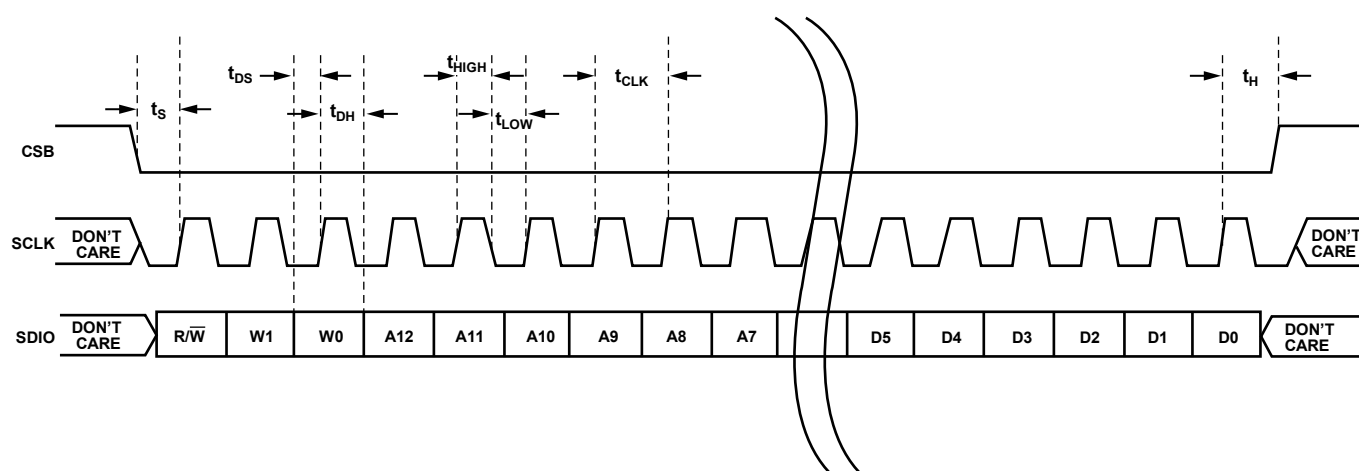 tDS
tHIGH
tCLK
tH
tS
tDH
tLOW
CSB
SCLK
DON'T
CARE
DON'T
CARE
SDIO
DON'T
CARE
R/W̅
W1
W0
A12
A11
A10
A9
A8
A7
D5
D4
D3
D2
D1
D0
DON'T
CARE